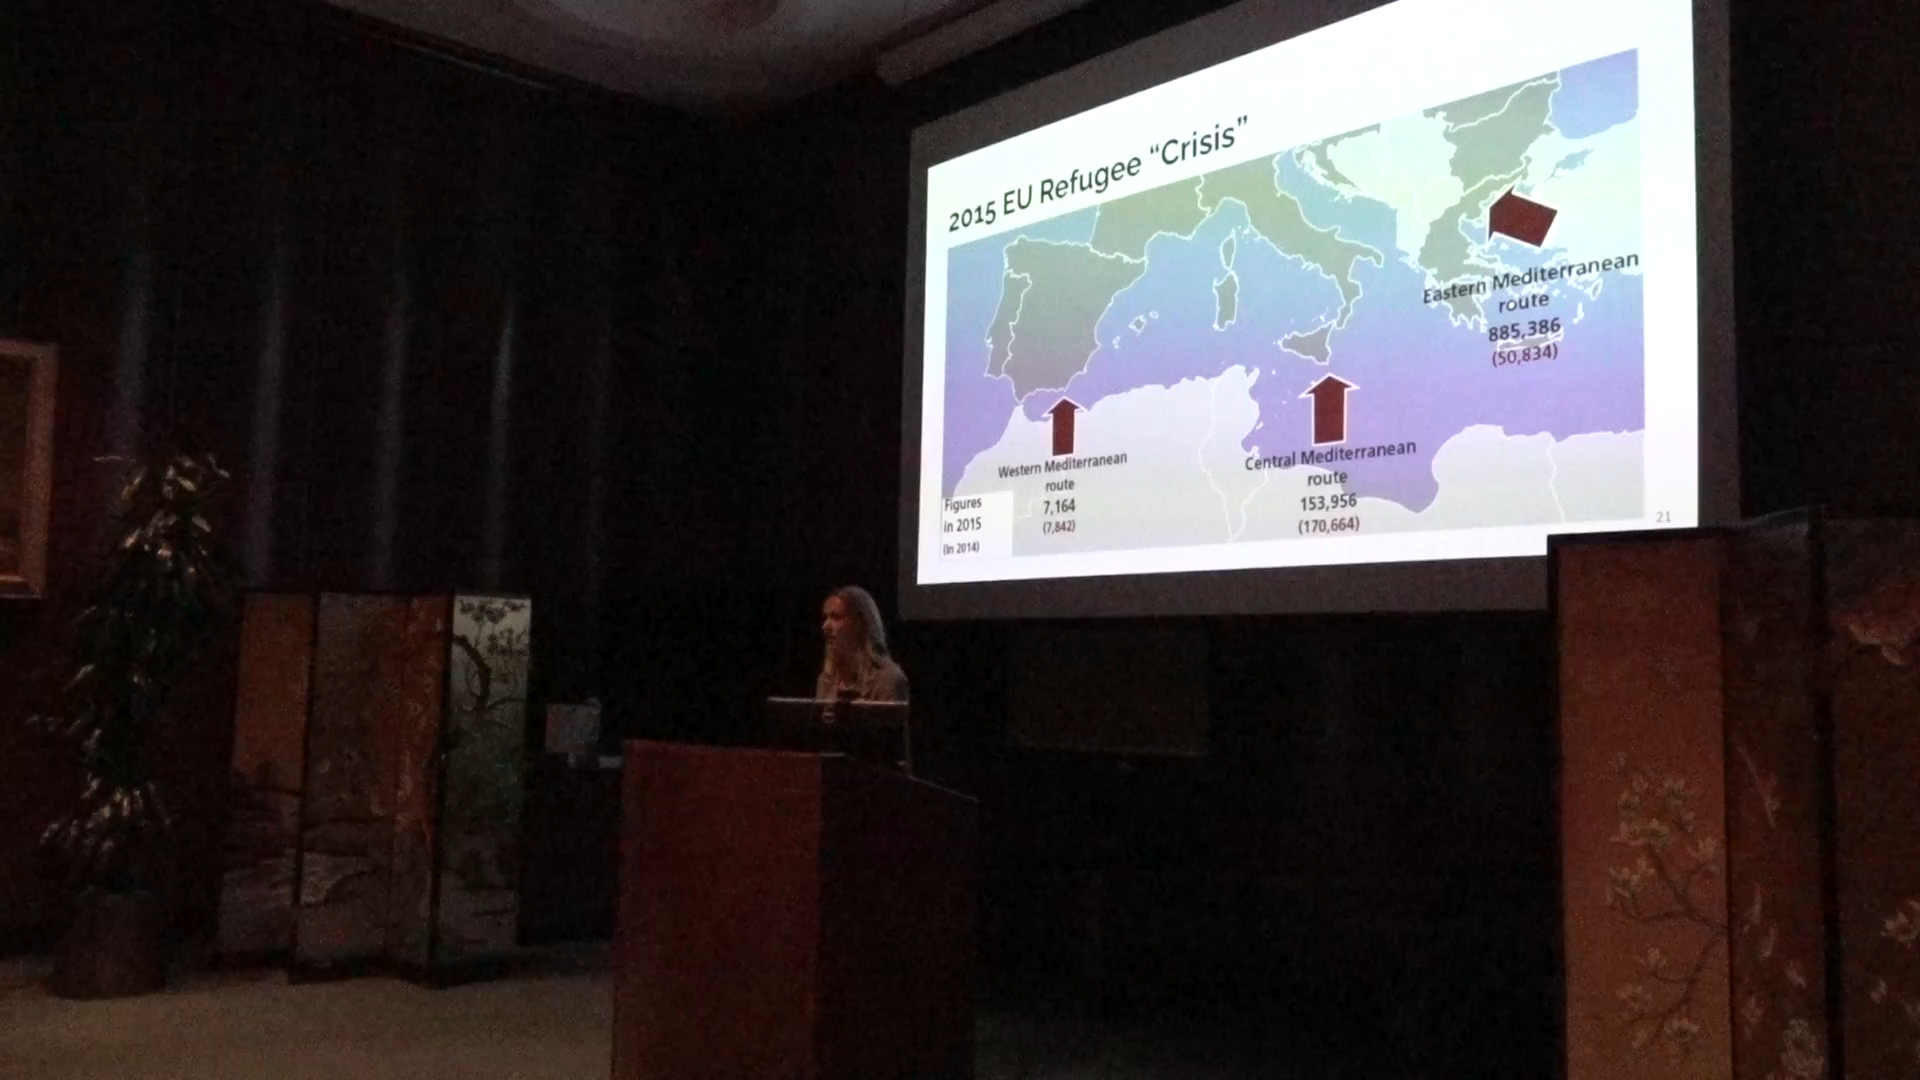 2015 EU Refugee “Crisis”
Eastern Mediterranean
route
885,386
(50,834)
Western Mediterranean
route
7,164
(7,842)
Central Mediterranean
route
153,956
(170,664)
Figures
in 2015
(In 2014)
21